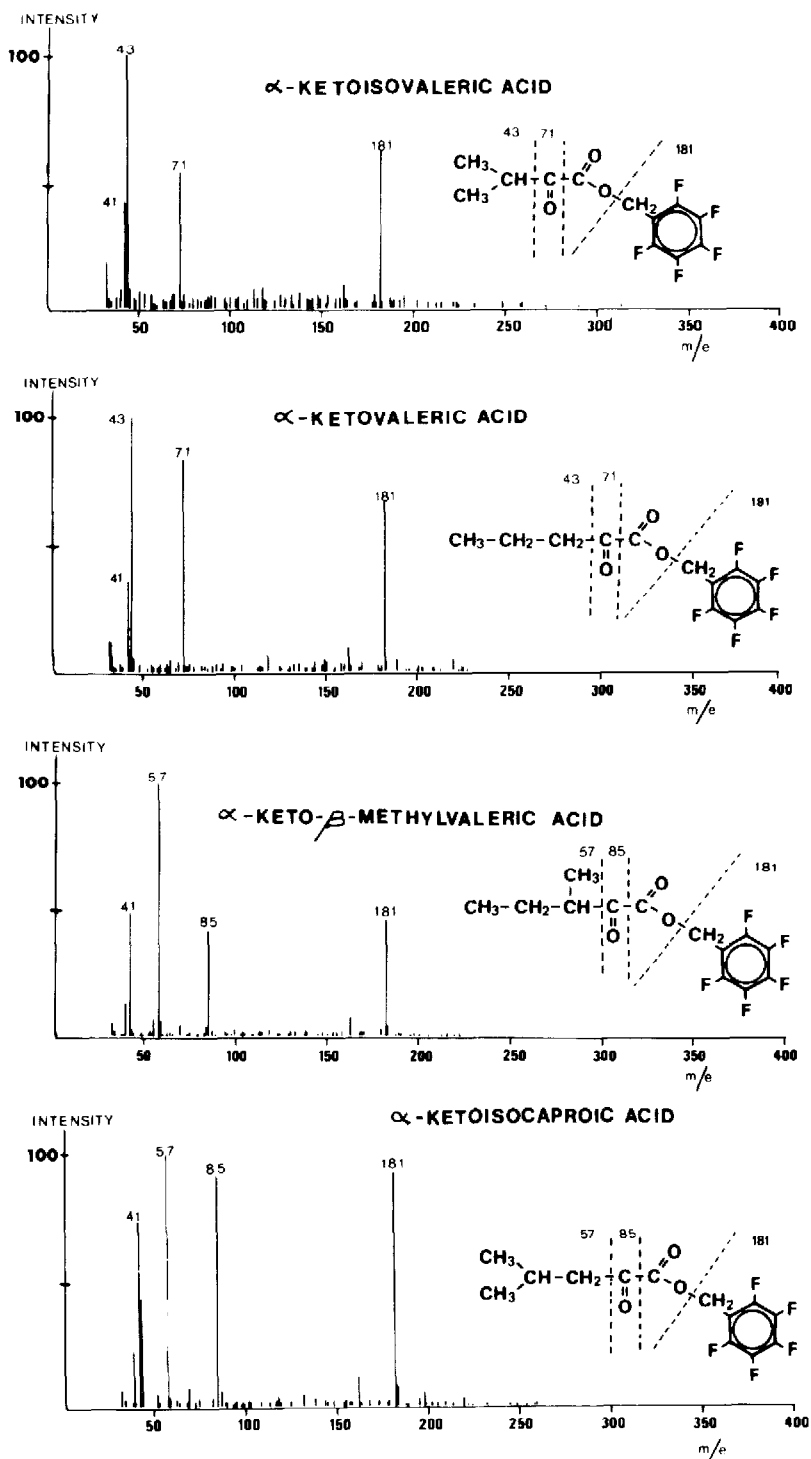 INTENSITY
100
43
41
71
181
α-KETOISOVALERIC ACID
43 71 181
CH₃
CH₃
CH-C-C
O
O
O
CH₂
F
F
F
F
F
50 100 150 200 250 300 350 400
m/e
INTENSITY
100
43
41
71
181
α-KETOVALERIC ACID
43 71 181
CH₃-CH₂-CH₂-C-C
O
O
O
CH₂
F
F
F
F
F
50 100 150 200 250 300 350 400
m/e
INTENSITY
100
57
41
85
181
α-KETO-β-METHYLVALERIC ACID
57 85 181
CH₃
CH₃-CH₂-CH-C-C
O
O
O
CH₂
F
F
F
F
F
50 100 150 200 250 300 350 400
m/e
α-KETOISOCAPROIC ACID
INTENSITY
100
57
41
85
181
57 85 181
CH₃
CH₃
CH-CH₂-C-C
O
O
O
CH₂
F
F
F
F
F
50 100 150 200 250 300 350 400
m/e